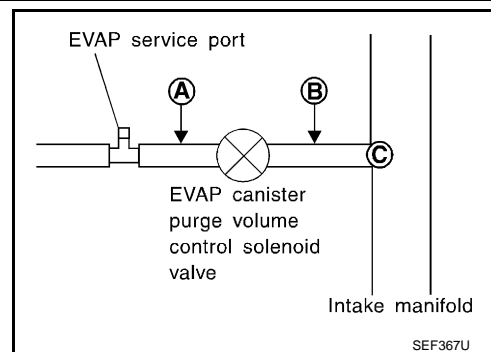 EVAP service port
A
B
C
EVAP canister
purge volume
control solenoid
valve
Intake manifold
SEF367U